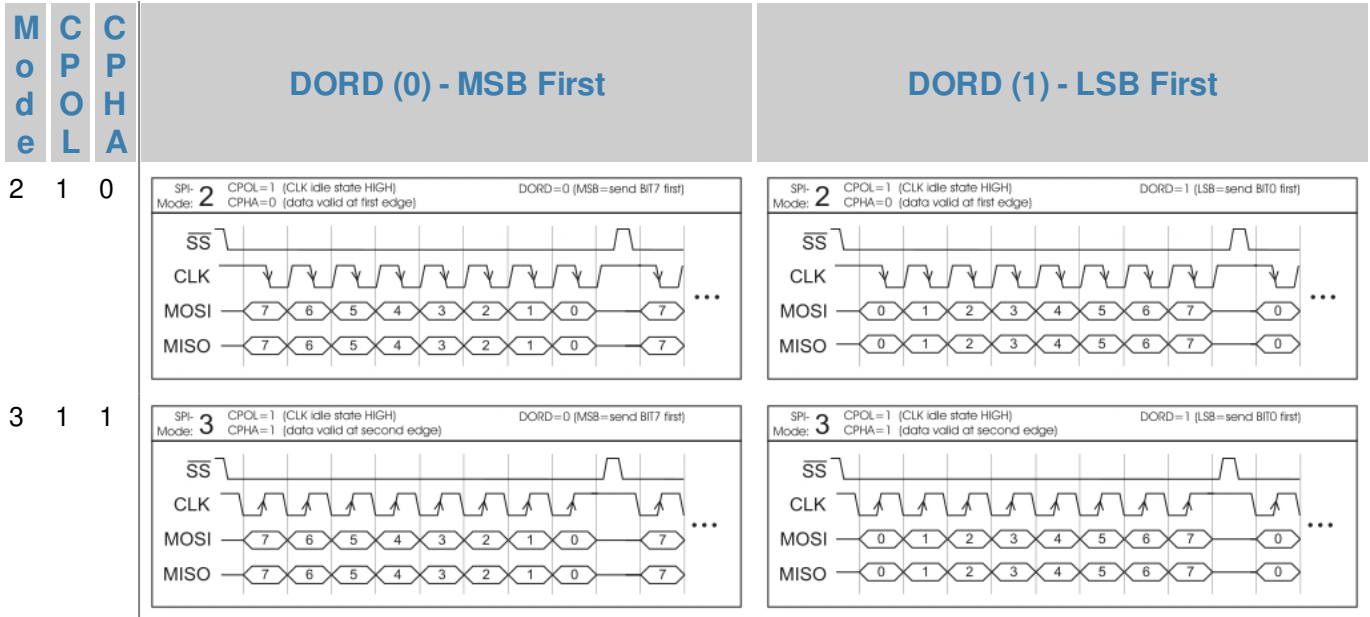 Mode CPOL CPHA DORD (0) - MSB First DORD (1) - LSB First
2 1 0
SPI-Mode: 2 CPOL=1 (CLK idle state HIGH) DORD=0 (MSB=send BIT7 first)
CPHA=0 (data valid at first edge)
SS
CLK
MOSI 7 6 5 4 3 2 1 0 7 ...
MISO 7 6 5 4 3 2 1 0 7
SPI-Mode: 2 CPOL=1 (CLK idle state HIGH) DORD=1 (LSB=send BIT0 first)
CPHA=0 (data valid at first edge)
SS
CLK
MOSI 0 1 2 3 4 5 6 7 0 ...
MISO 0 1 2 3 4 5 6 7 0
3 1 1
SPI-Mode: 3 CPOL=1 (CLK idle state HIGH) DORD=0 (MSB=send BIT7 first)
CPHA=1 (data valid at second edge)
SS
CLK
MOSI 7 6 5 4 3 2 1 0 7 ...
MISO 7 6 5 4 3 2 1 0 7
SPI-Mode: 3 CPOL=1 (CLK idle state HIGH) DORD=1 (LSB=send BIT0 first)
CPHA=1 (data valid at second edge)
SS
CLK
MOSI 0 1 2 3 4 5 6 7 0 ...
MISO 0 1 2 3 4 5 6 7 0